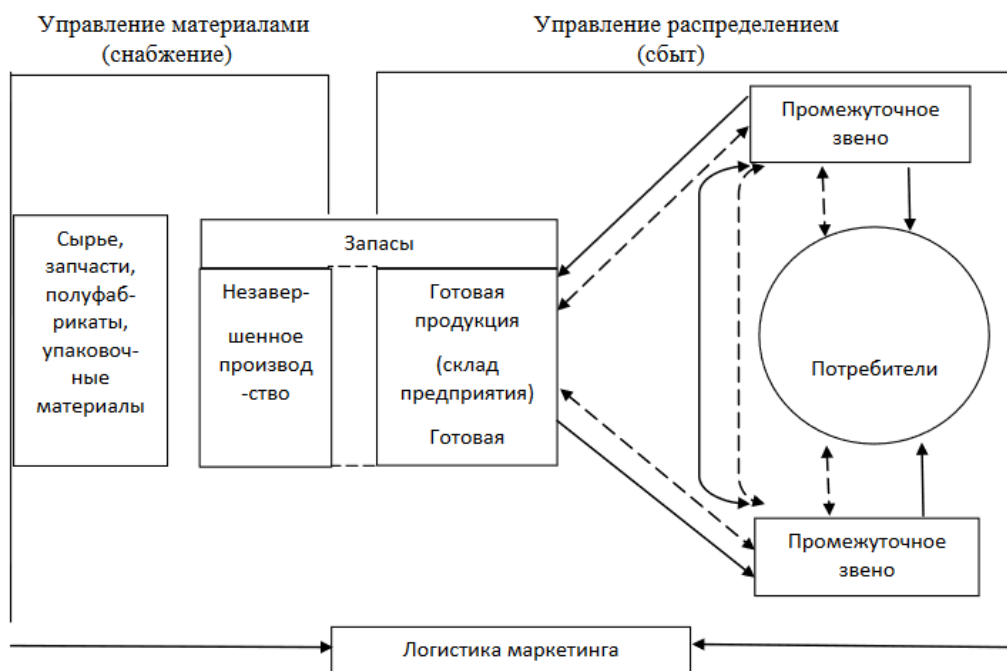 Управление материалами
(снабжение)
Управление распределением
(сбыт)
Промежуточное
звено
Сырье,
запчасти,
полуфаб-
рикаты,
упаковоч-
ные
материалы
Запасы
Незавер-
шенное
производ
-ство
Готовая
продукция
(склад
предприятия)
Готовая
Потребители
Промежуточное
звено
Логистика маркетинга